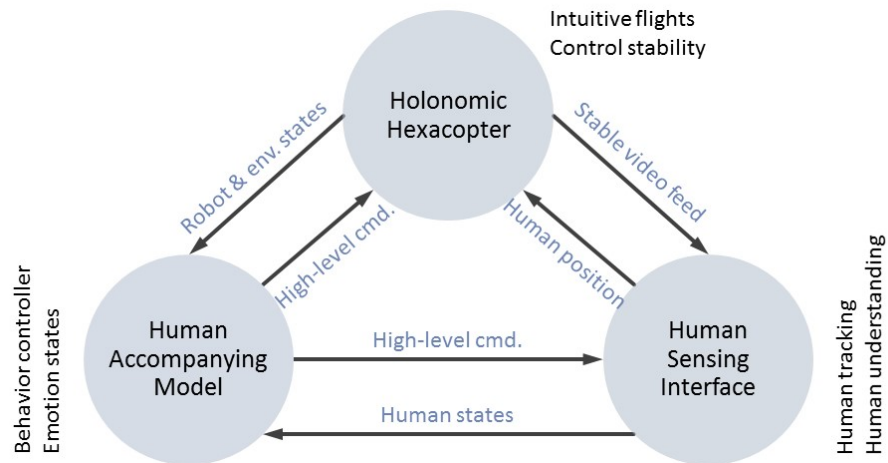 Intuitive flights
Control stability
Holonomic
Hexacopter
Robot & env. states
Stable video feed
High-level cmd.
Human position
Behavior controller
Emotion states
Human
Accompanying
Model
High-level cmd.
Human states
Human
Sensing
Interface
Human tracking
Human understanding